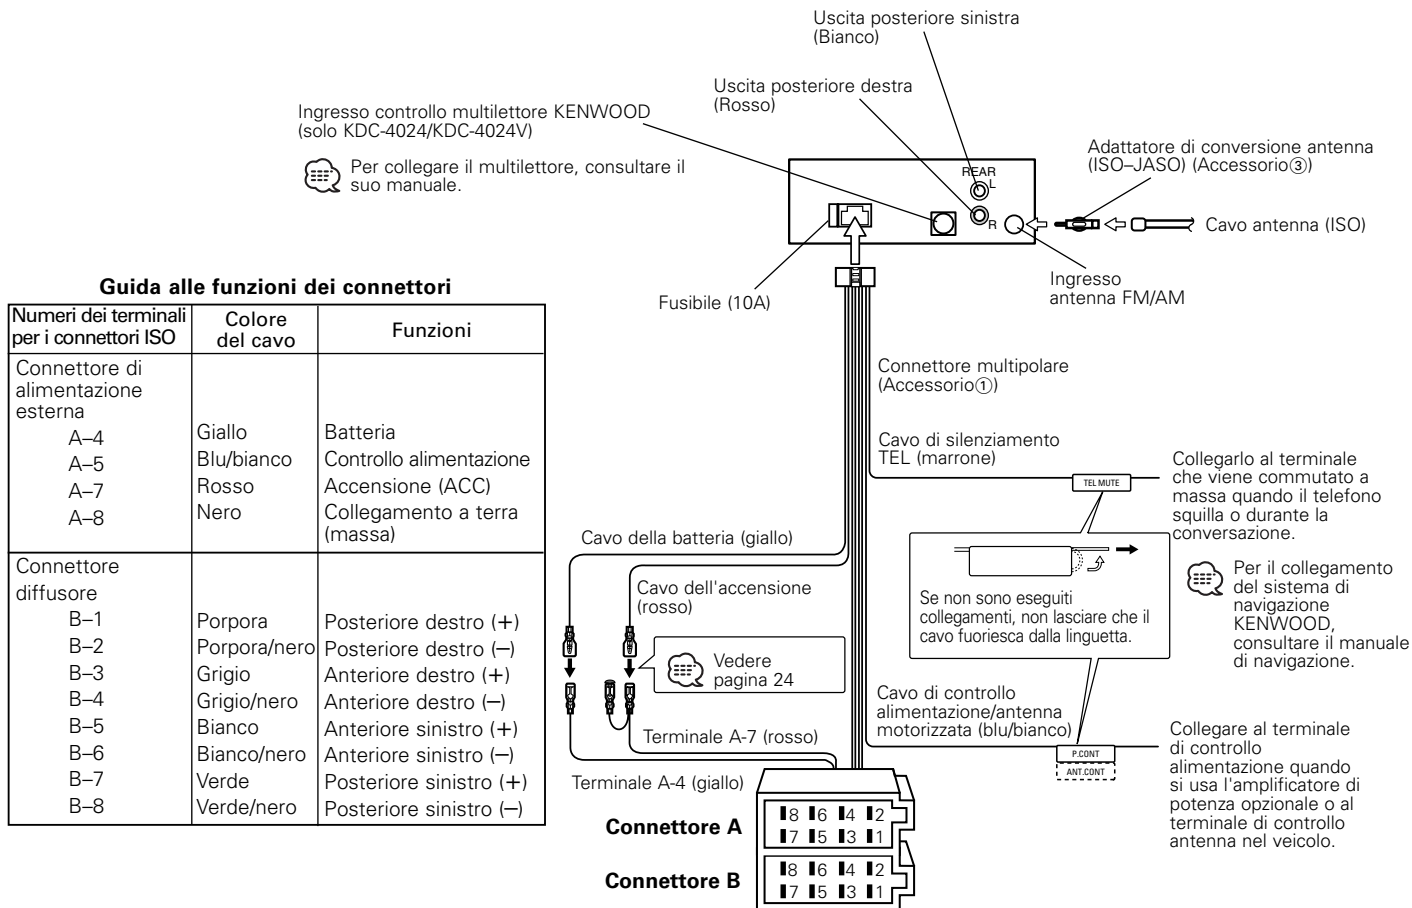 Uscita posteriore sinistra
(Bianco)
Uscita posteriore destra
(Rosso)
Ingresso controllo multilettore KENWOOD
(solo KDC-4024/KDC-4024V)
Per collegare il multilettore, consultare il
suo manuale.
Adattatore di conversione antenna
(ISO–JASO) (Accessorio③)
REAR
L
R
Cavo antenna (ISO)
Ingresso
antenna FM/AM
Fusibile (10A)
Guida alle funzioni dei connettori
Numeri dei terminali
per i connettori ISO
Colore
del cavo
Funzioni
Connettore di
alimentazione
esterna
A–4 Giallo Batteria
A–5 Blu/bianco Controllo alimentazione
A–7 Rosso Accensione (ACC)
A–8 Nero Collegamento a terra
(massa)
Connettore
diffusore
B–1 Porpora Posteriore destro (+)
B–2 Porpora/nero Posteriore destro (–)
B–3 Grigio Anteriore destro (+)
B–4 Grigio/nero Anteriore destro (–)
B–5 Bianco Anteriore sinistro (+)
B–6 Bianco/nero Anteriore sinistro (–)
B–7 Verde Posteriore sinistro (+)
B–8 Verde/nero Posteriore sinistro (–)
Connettore multipolare
(Accessorio①)
Cavo di silenziamento
TEL (marrone)
TEL MUTE
Collegarlo al terminale
che viene commutato a
massa quando il telefono
squilla o durante la
conversazione.
Per il collegamento
del sistema di
navigazione
KENWOOD,
consultare il manuale
di navigazione.
Se non sono eseguiti
collegamenti, non lasciare che il
cavo fuoriesca dalla linguetta.
Cavo della batteria (giallo)
Cavo dell'accensione
(rosso)
Vedere
pagina 24
Cavo di controllo
alimentazione/antenna
motorizzata (blu/bianco)
P.CONT
ANT.CONT
Collegare al terminale
di controllo
alimentazione quando
si usa l'amplificatore di
potenza opzionale o al
terminale di controllo
antenna nel veicolo.
Terminale A-7 (rosso)
Terminale A-4 (giallo)
Connettore A
8 6 4 2
7 5 3 1
Connettore B
8 6 4 2
7 5 3 1